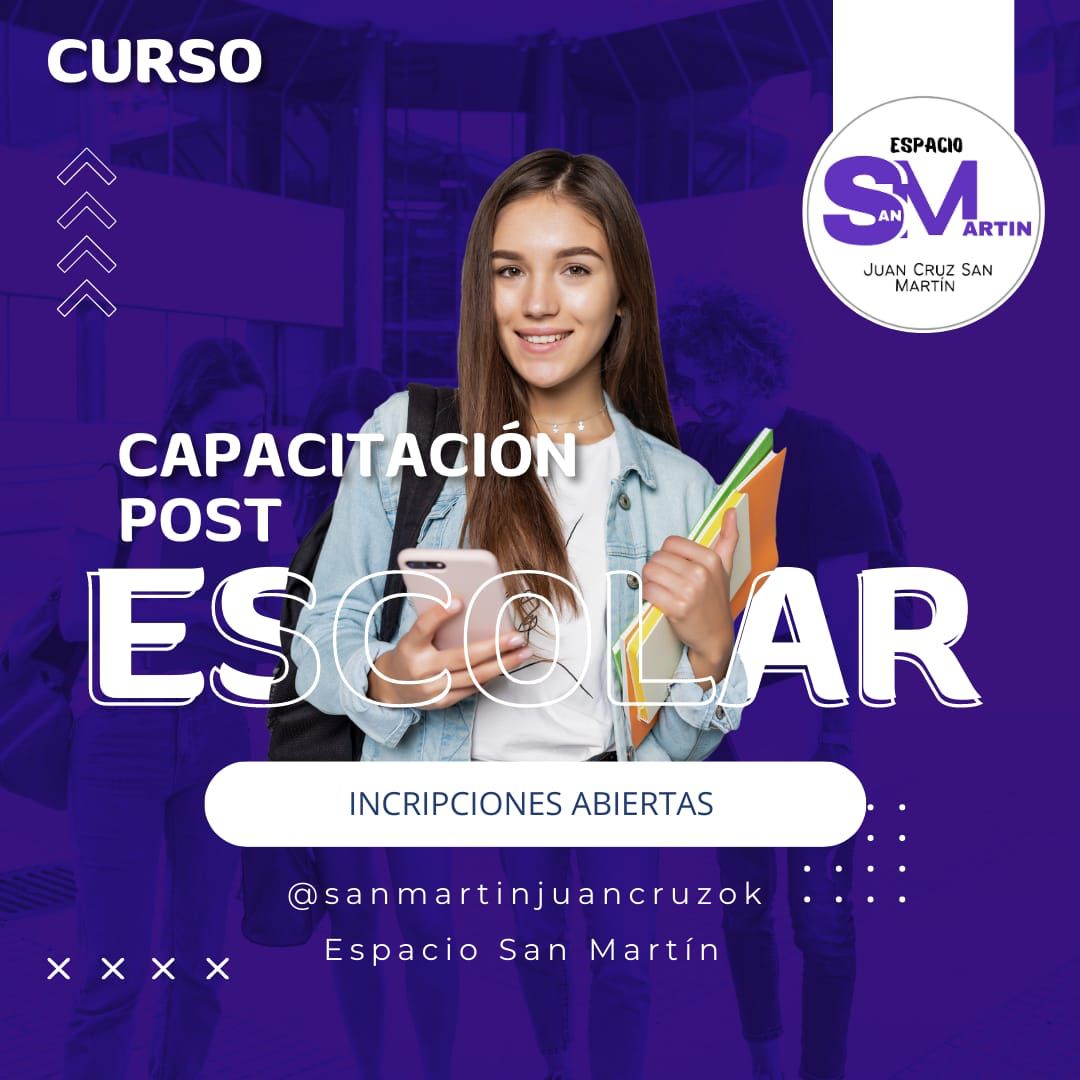 CURSO
ESPACIO
SAN MARTIN
JUAN CRUZ SAN
MARTÍN
CAPACITACIÓN
POST
ESCOLAR
INCRIPCIONES ABIERTAS
@sanmartinjuancruzok
Espacio San Martín